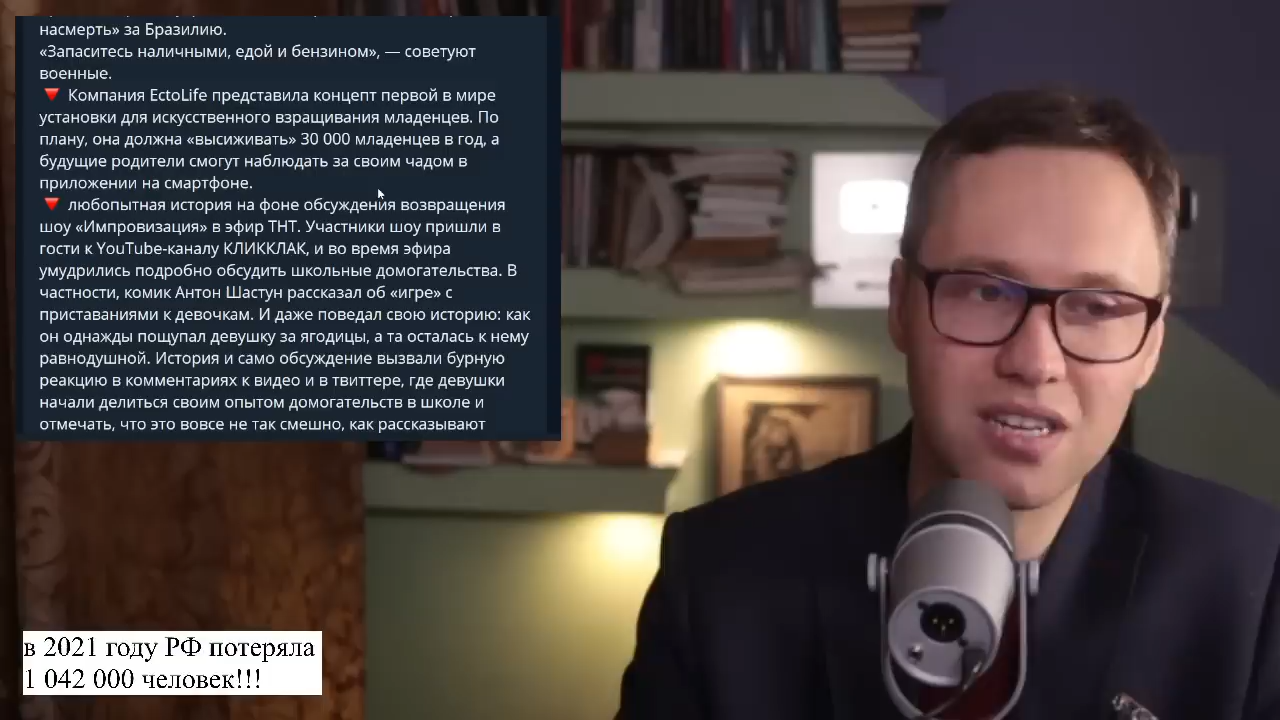 насмерть» за Бразилию.
«Запаситесь наличными, едой и бензином», — советуют
военные.
🔻 Компания EctoLife представила концепт первой в мире
установки для искусственного взращивания младенцев. По
плану, она должна «высиживать» 30 000 младенцев в год, а
будущие родители смогут наблюдать за своим чадом в
приложении на смартфоне.
🔻 любопытная история на фоне обсуждения возвращения
шоу «Импровизация» в эфир ТНТ. Участники шоу пришли в
гости к YouTube-каналу КЛИККЛАК, и во время эфира
умудрились подробно обсудить школьные домогательства. В
частности, комик Антон Шастун рассказал об «игре» с
приставаниями к девочкам. И даже поведал свою историю: как
он однажды пощупал девушку за ягодицы, а та осталась к нему
равнодушной. История и само обсуждение вызвали бурную
реакцию в комментариях к видео и в твиттере, где девушки
начали делиться своим опытом домогательств в школе и
отмечать, что это вовсе не так смешно, как рассказывают
в 2021 году РФ потеряла
1 042 000 человек!!!